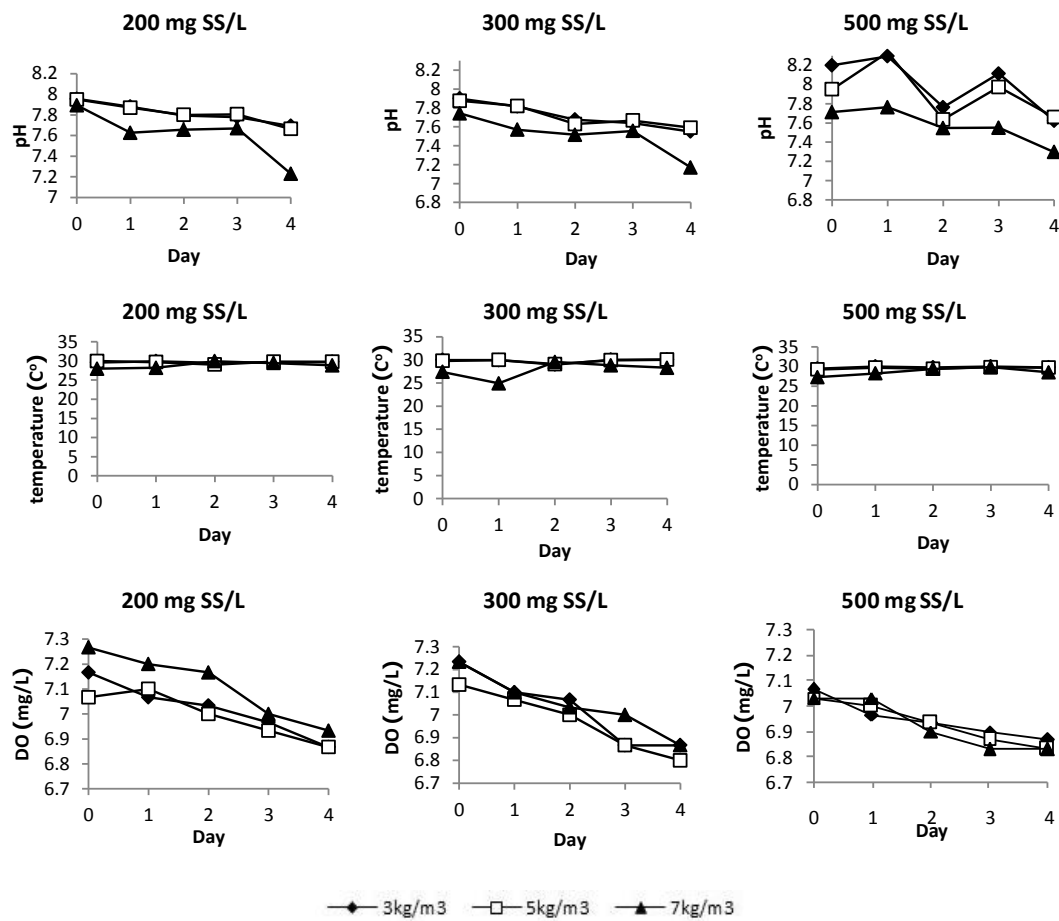 200 mg SS/L
300 mg SS/L
500 mg SS/L
pH
8.2
8
7.8
7.6
7.4
7.2
7
0 1 2 3 4
Day
pH
8
7.8
7.6
7.4
7.2
7
6.8
0 1 2 3 4
Day
pH
8.2
8
7.8
7.6
7.4
7.2
7
6.8
0 1 2 3 4
Day
200 mg SS/L
300 mg SS/L
500 mg SS/L
temperature (C°)
35
30
25
20
15
10
5
0
0 1 2 3 4
Day
temperature (C°)
35
30
25
20
15
10
5
0
0 1 2 3 4
Day
temperature (C°)
35
30
25
20
15
10
5
0
0 1 2 3 4
Day
200 mg SS/L
300 mg SS/L
500 mg SS/L
DO (mg/L)
7.3
7.2
7.1
7
6.9
6.8
6.7
0 1 2 3 4
Day
DO (mg/L)
7.3
7.2
7.1
7
6.9
6.8
6.7
0 1 2 3 4
Day
DO (mg/L)
7.2
7.1
7
6.9
6.8
6.7
0 1 2 3 4
Day
3kg/m3 5kg/m3 7kg/m3